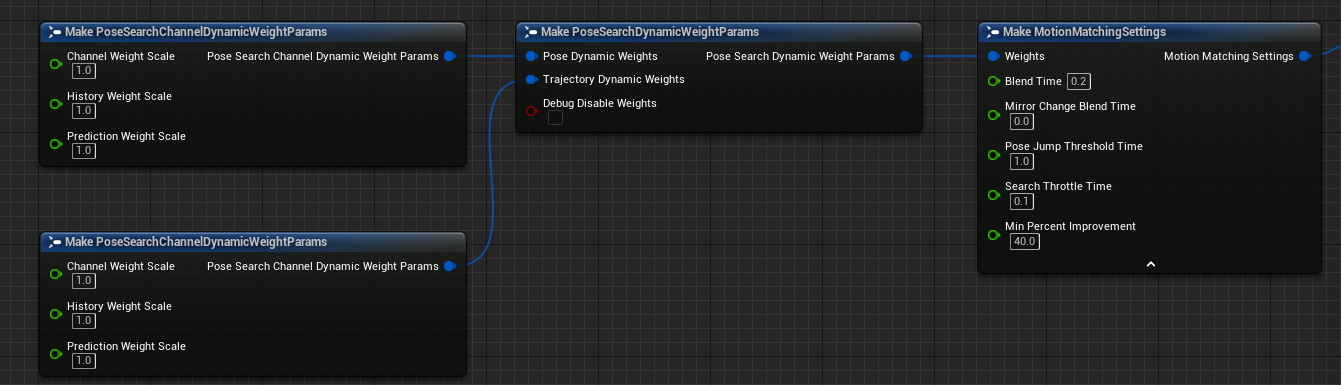 Make PoseSearchChannelDynamicWeightParams
Channel Weight Scale
Pose Search Channel Dynamic Weight Params
1.0
History Weight Scale
1.0
Prediction Weight Scale
1.0
Make PoseSearchDynamicWeightParams
Pose Dynamic Weights
Pose Search Dynamic Weight Params
Trajectory Dynamic Weights
Debug Disable Weights
Make MotionMatchingSettings
Weights
Motion Matching Settings
Blend Time 0.2
Mirror Change Blend Time
0.0
Pose Jump Threshold Time
1.0
Search Throttle Time
0.1
Min Percent Improvement
40.0
Make PoseSearchChannelDynamicWeightParams
Channel Weight Scale
Pose Search Channel Dynamic Weight Params
1.0
History Weight Scale
1.0
Prediction Weight Scale
1.0